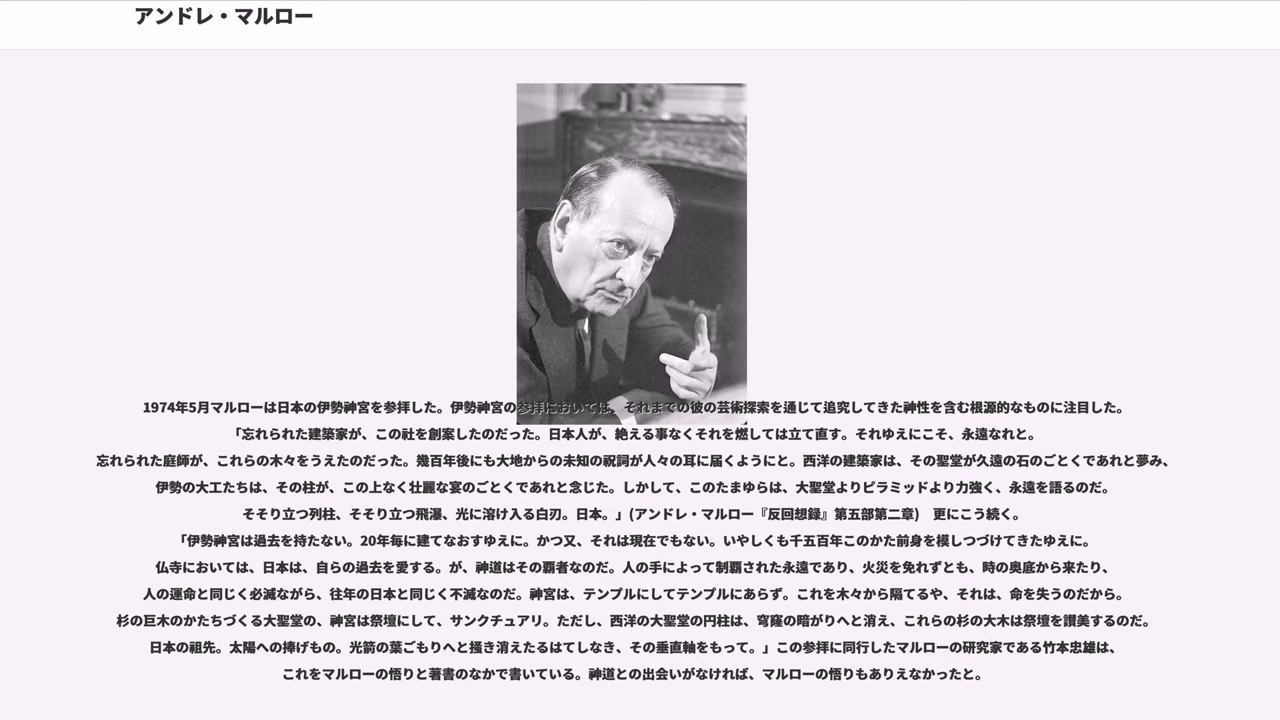 アンドレ・マルロー
1974年5月マルローは日本の伊勢神宮を参拝した。伊勢神宮の参拝においては、それまでの彼の芸術探索を通じて追究してきた神性を含む根源的なものに注目した。
「忘れられた建築家が、この社を創案したのだった。日本人が、絶える事なくそれを燃しては立て直す。それゆえにこそ、永遠なれと。
忘れられた庭師が、これらの木々をうえたのだった。幾百年後にも大地からの未知の祝詞が人々の耳に届くようにと。西洋の建築家は、その聖堂が久遠の石のごとくであれと夢み、
伊勢の大工たちは、その柱が、この上なく壮麗な宴のごとくであれと念じた。しかして、このたまゆらは、大聖堂よりピラミッドより力強く、永遠を語るのだ。
そそり立つ列柱、そそり立つ飛瀑、光に溶け入る白刃。日本。」(アンドレ・マルロー『反回想録』第五部第二章)　更にこう続く。
「伊勢神宮は過去を持たない。20年毎に建てなおすゆえに。かつ又、それは現在でもない。いやしくも千五百年このかた前身を模しつづけてきたゆえに。
仏寺においては、日本は、自らの過去を愛する。が、神道はその覇者なのだ。人の手によって制覇された永遠であり、火災を免れずとも、時の奥底から来たり、
人の運命と同じく必滅ながら、往年の日本と同じく不滅なのだ。神宮は、テンプルにしてテンプルにあらず。これを木々から隔てるや、それは、命を失うのだから。
杉の巨木のかたちづくる大聖堂の、神宮は祭壇にして、サンクチュアリ。ただし、西洋の大聖堂の円柱は、穹窿の暗がりへと消え、これらの杉の大木は祭壇を讃美するのだ。
日本の祖先。太陽への捧げもの。光箭の葉ごもりへと掻き消えたるはてしなき、その垂直軸をもって。」この参拝に同行したマルローの研究家である竹本忠雄は、
これをマルローの悟りと著書のなかで書いている。神道との出会いがなければ、マルローの悟りもありえなかったと。